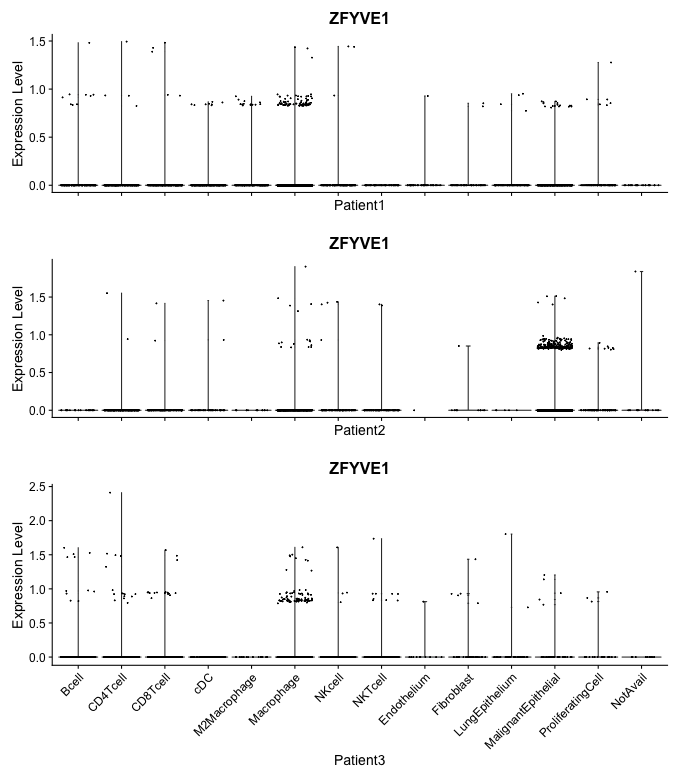 ZFYVE1
Expression Level
1.5
1.0
0.5
0.0
Patient1
ZFYVE1
Expression Level
1.5
1.0
0.5
0.0
Patient2
ZFYVE1
Expression Level
2.5
2.0
1.5
1.0
0.5
0.0
Bcell
CD4Tcell
CD8Tcell
cDC
M2Macrophage
Macrophage
NKcell
NKTcell
Endothelium
Fibroblast
LungEpithelium
MalignantEpithelial
ProliferatingCell
NotAvail
Patient3